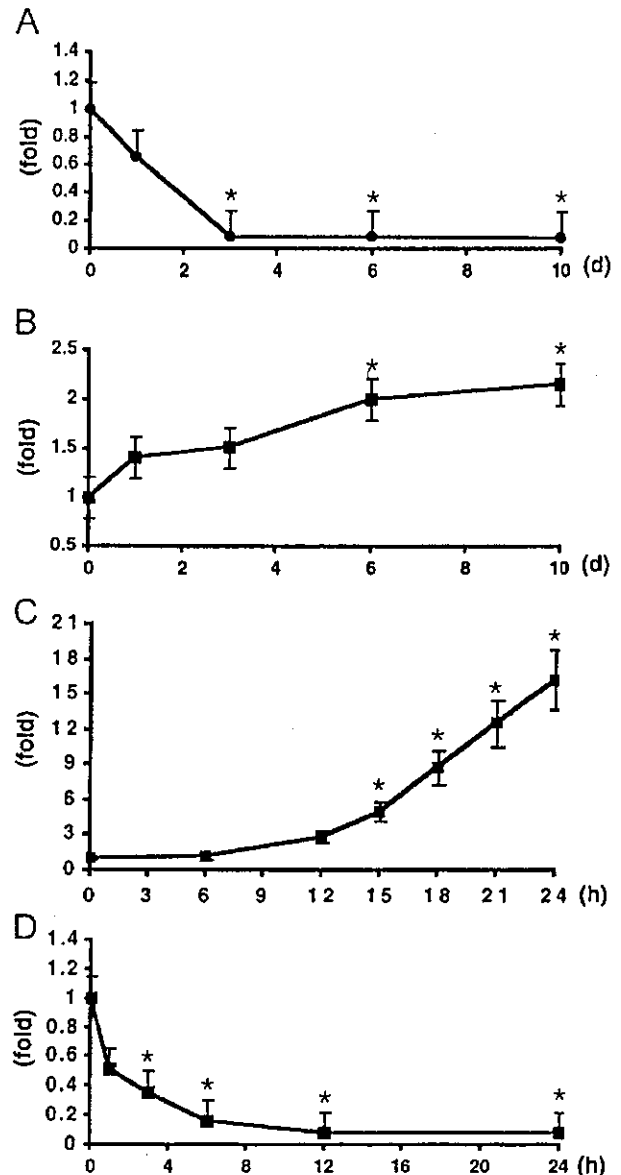 A
(fold)
1.4
1.2
1
0.8
0.6
0.4
0.2
0
* * *
0 2 4 6 8 10 (d)
B
(fold)
2.5
2
1.5
1
0.5
* *
0 2 4 6 8 10 (d)
C
(fold)
21
18
15
12
9
6
3
0
* * * *
0 3 6 9 12 15 18 21 24 (h)
D
(fold)
1.4
1.2
1
0.8
0.6
0.4
0.2
0
* * * *
0 4 8 12 16 20 24 (h)